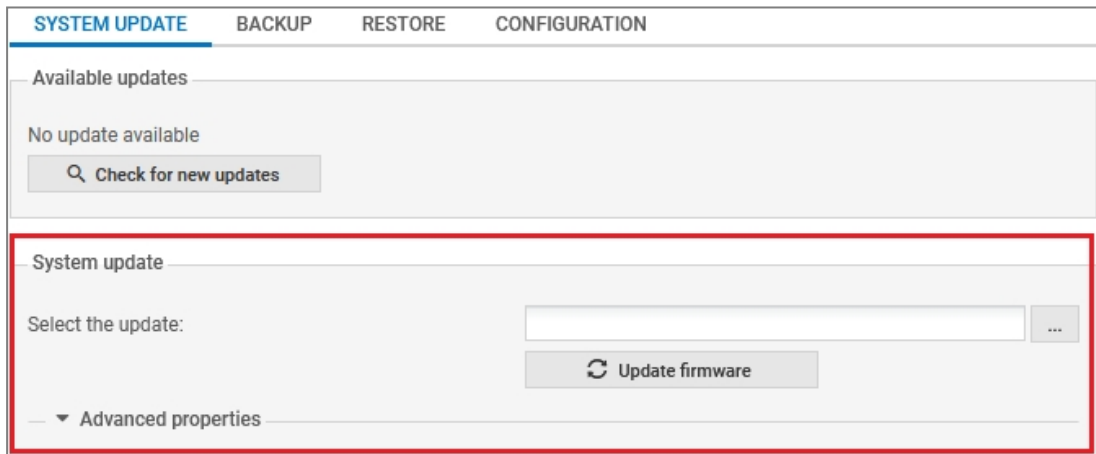 SYSTEM UPDATE BACKUP RESTORE CONFIGURATION
Available updates
No update available
Check for new updates
System update
Select the update: ...
Update firmware
Advanced properties